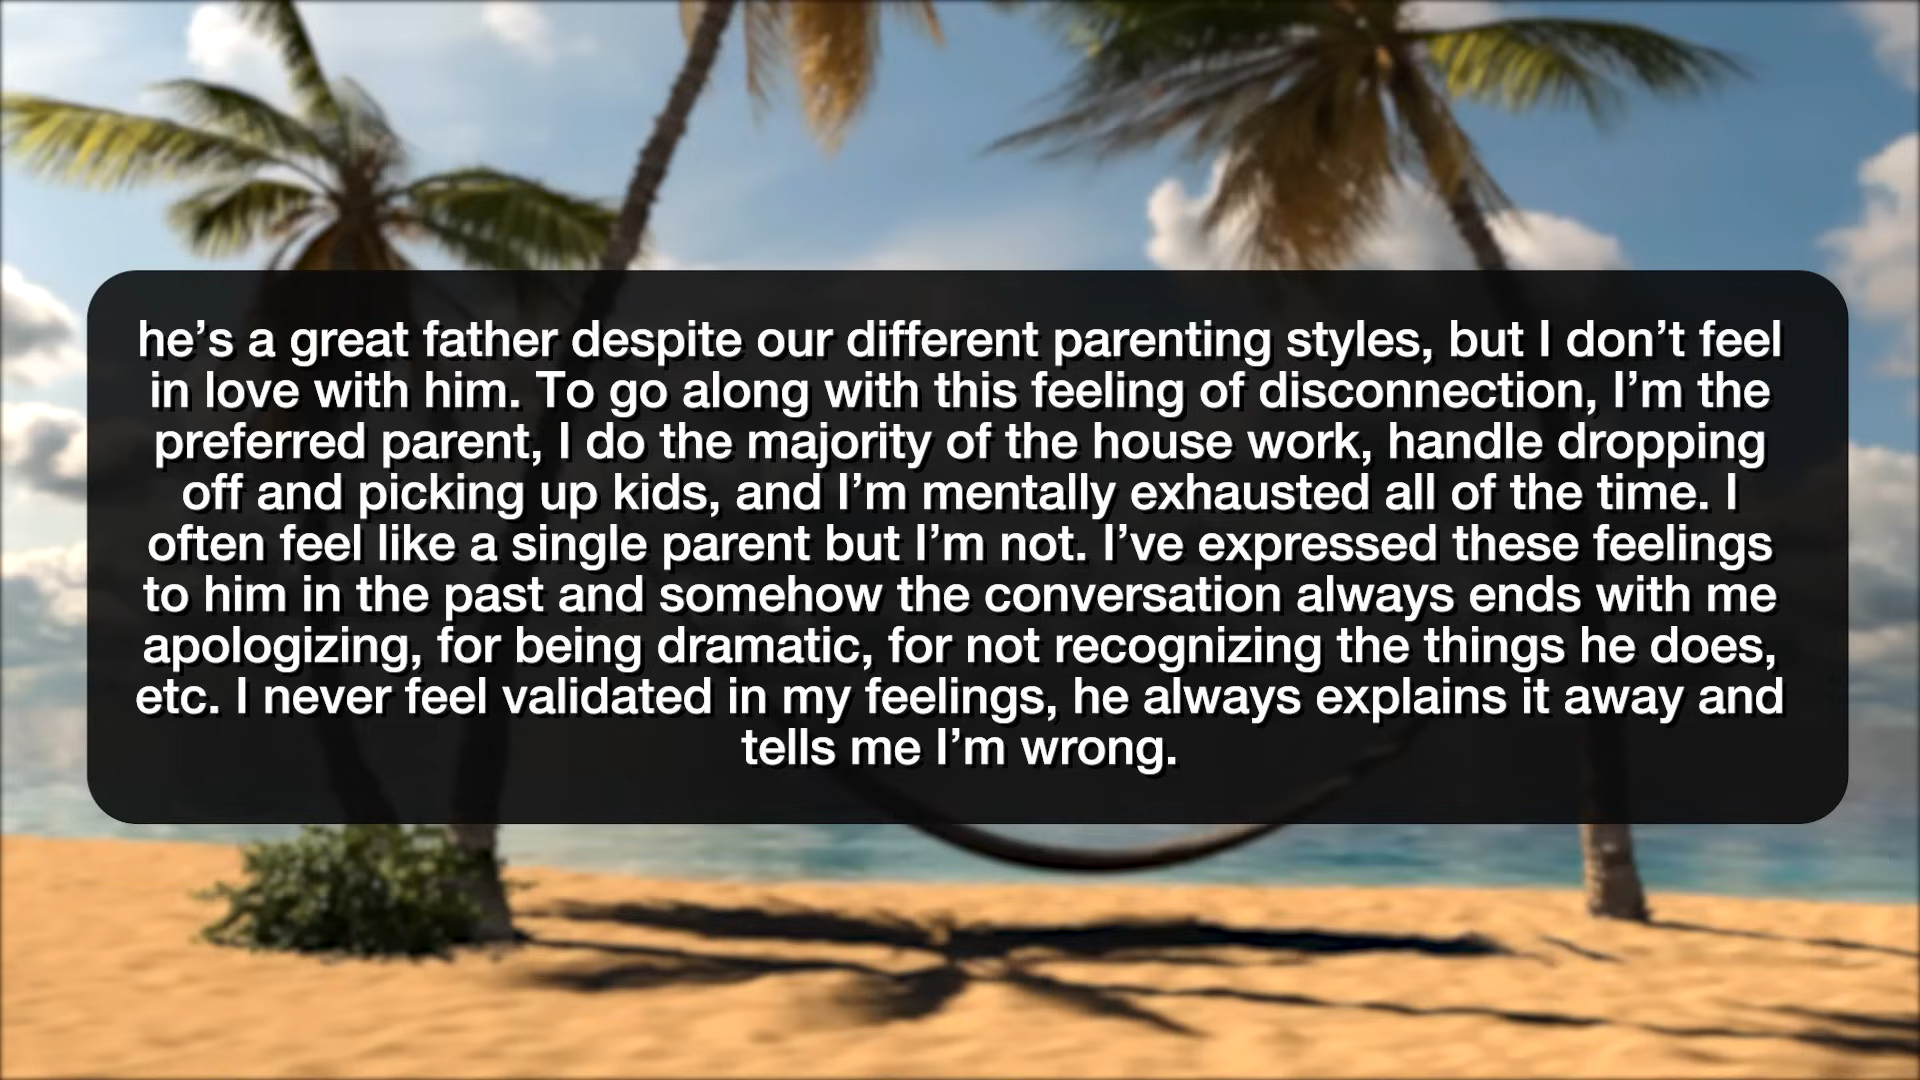 he’s a great father despite our different parenting styles, but I don’t feel
in love with him. To go along with this feeling of disconnection, I’m the
preferred parent, I do the majority of the house work, handle dropping
off and picking up kids, and I’m mentally exhausted all of the time. I
often feel like a single parent but I’m not. I’ve expressed these feelings
to him in the past and somehow the conversation always ends with me
apologizing, for being dramatic, for not recognizing the things he does,
etc. I never feel validated in my feelings, he always explains it away and
tells me I’m wrong.